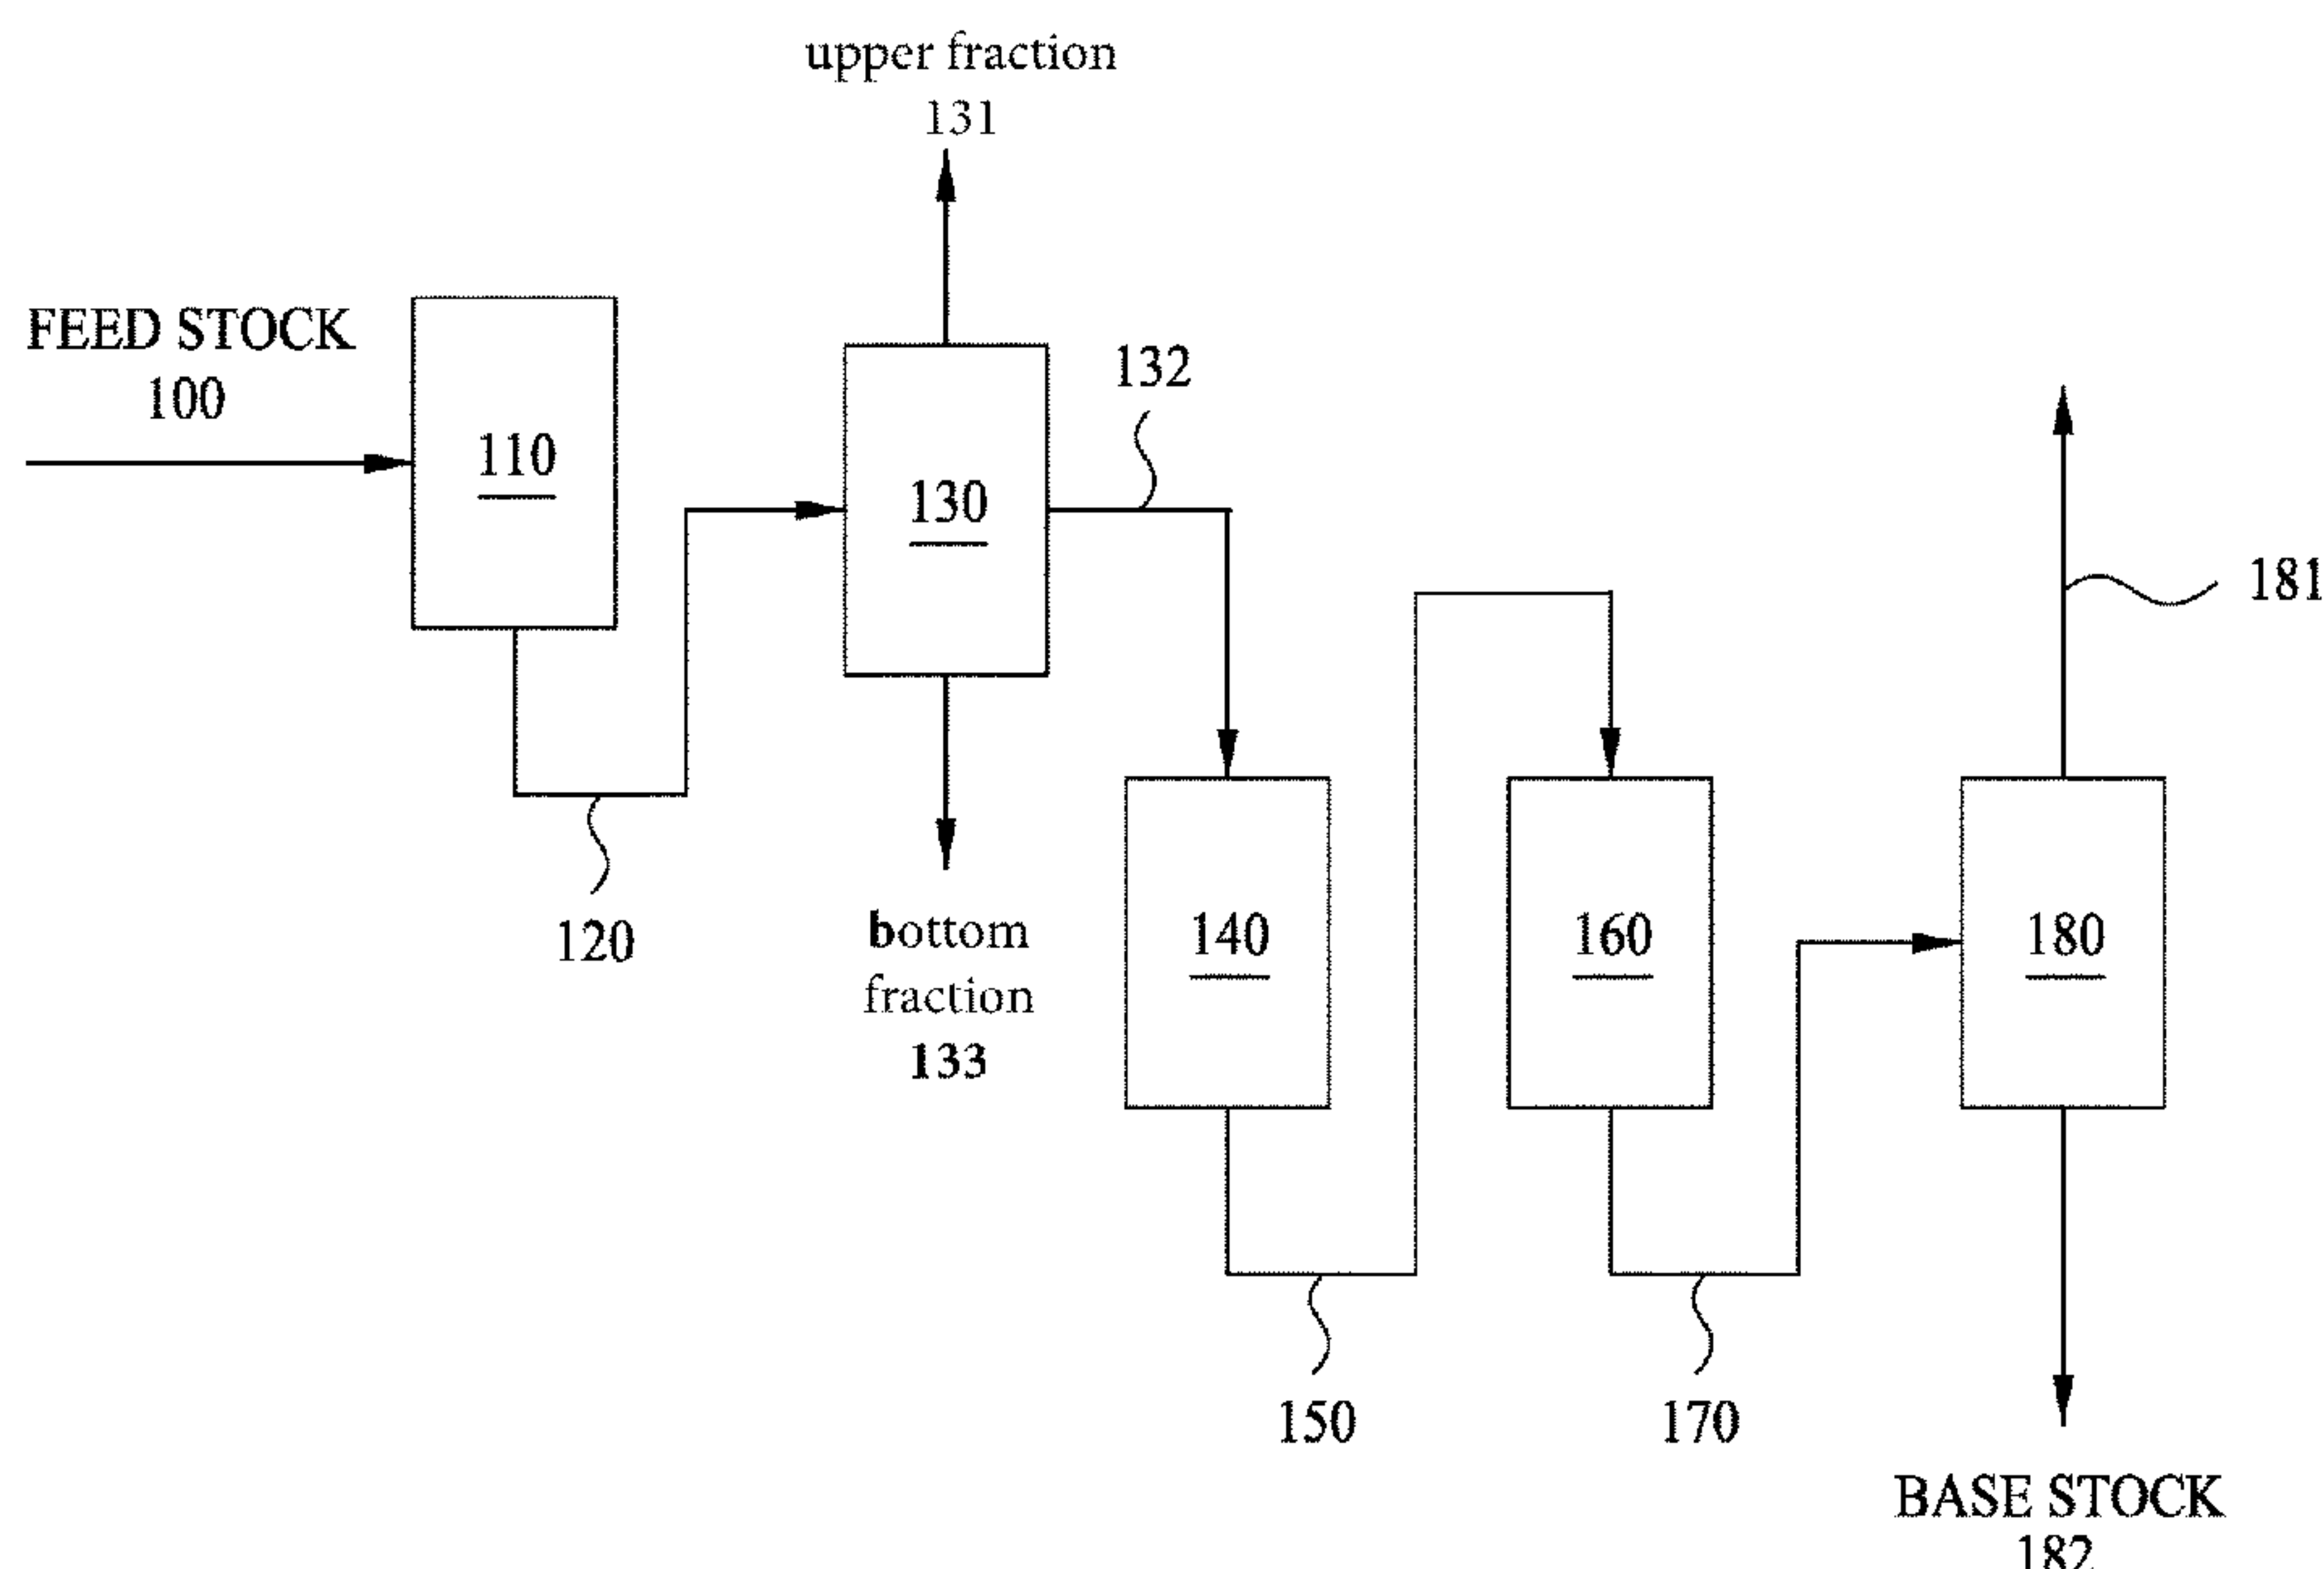 upper fraction
131
FEED STOCK
100
110
130
132
181
120
bottom
fraction
133
140
160
180
150
170
BASE STOCK
182